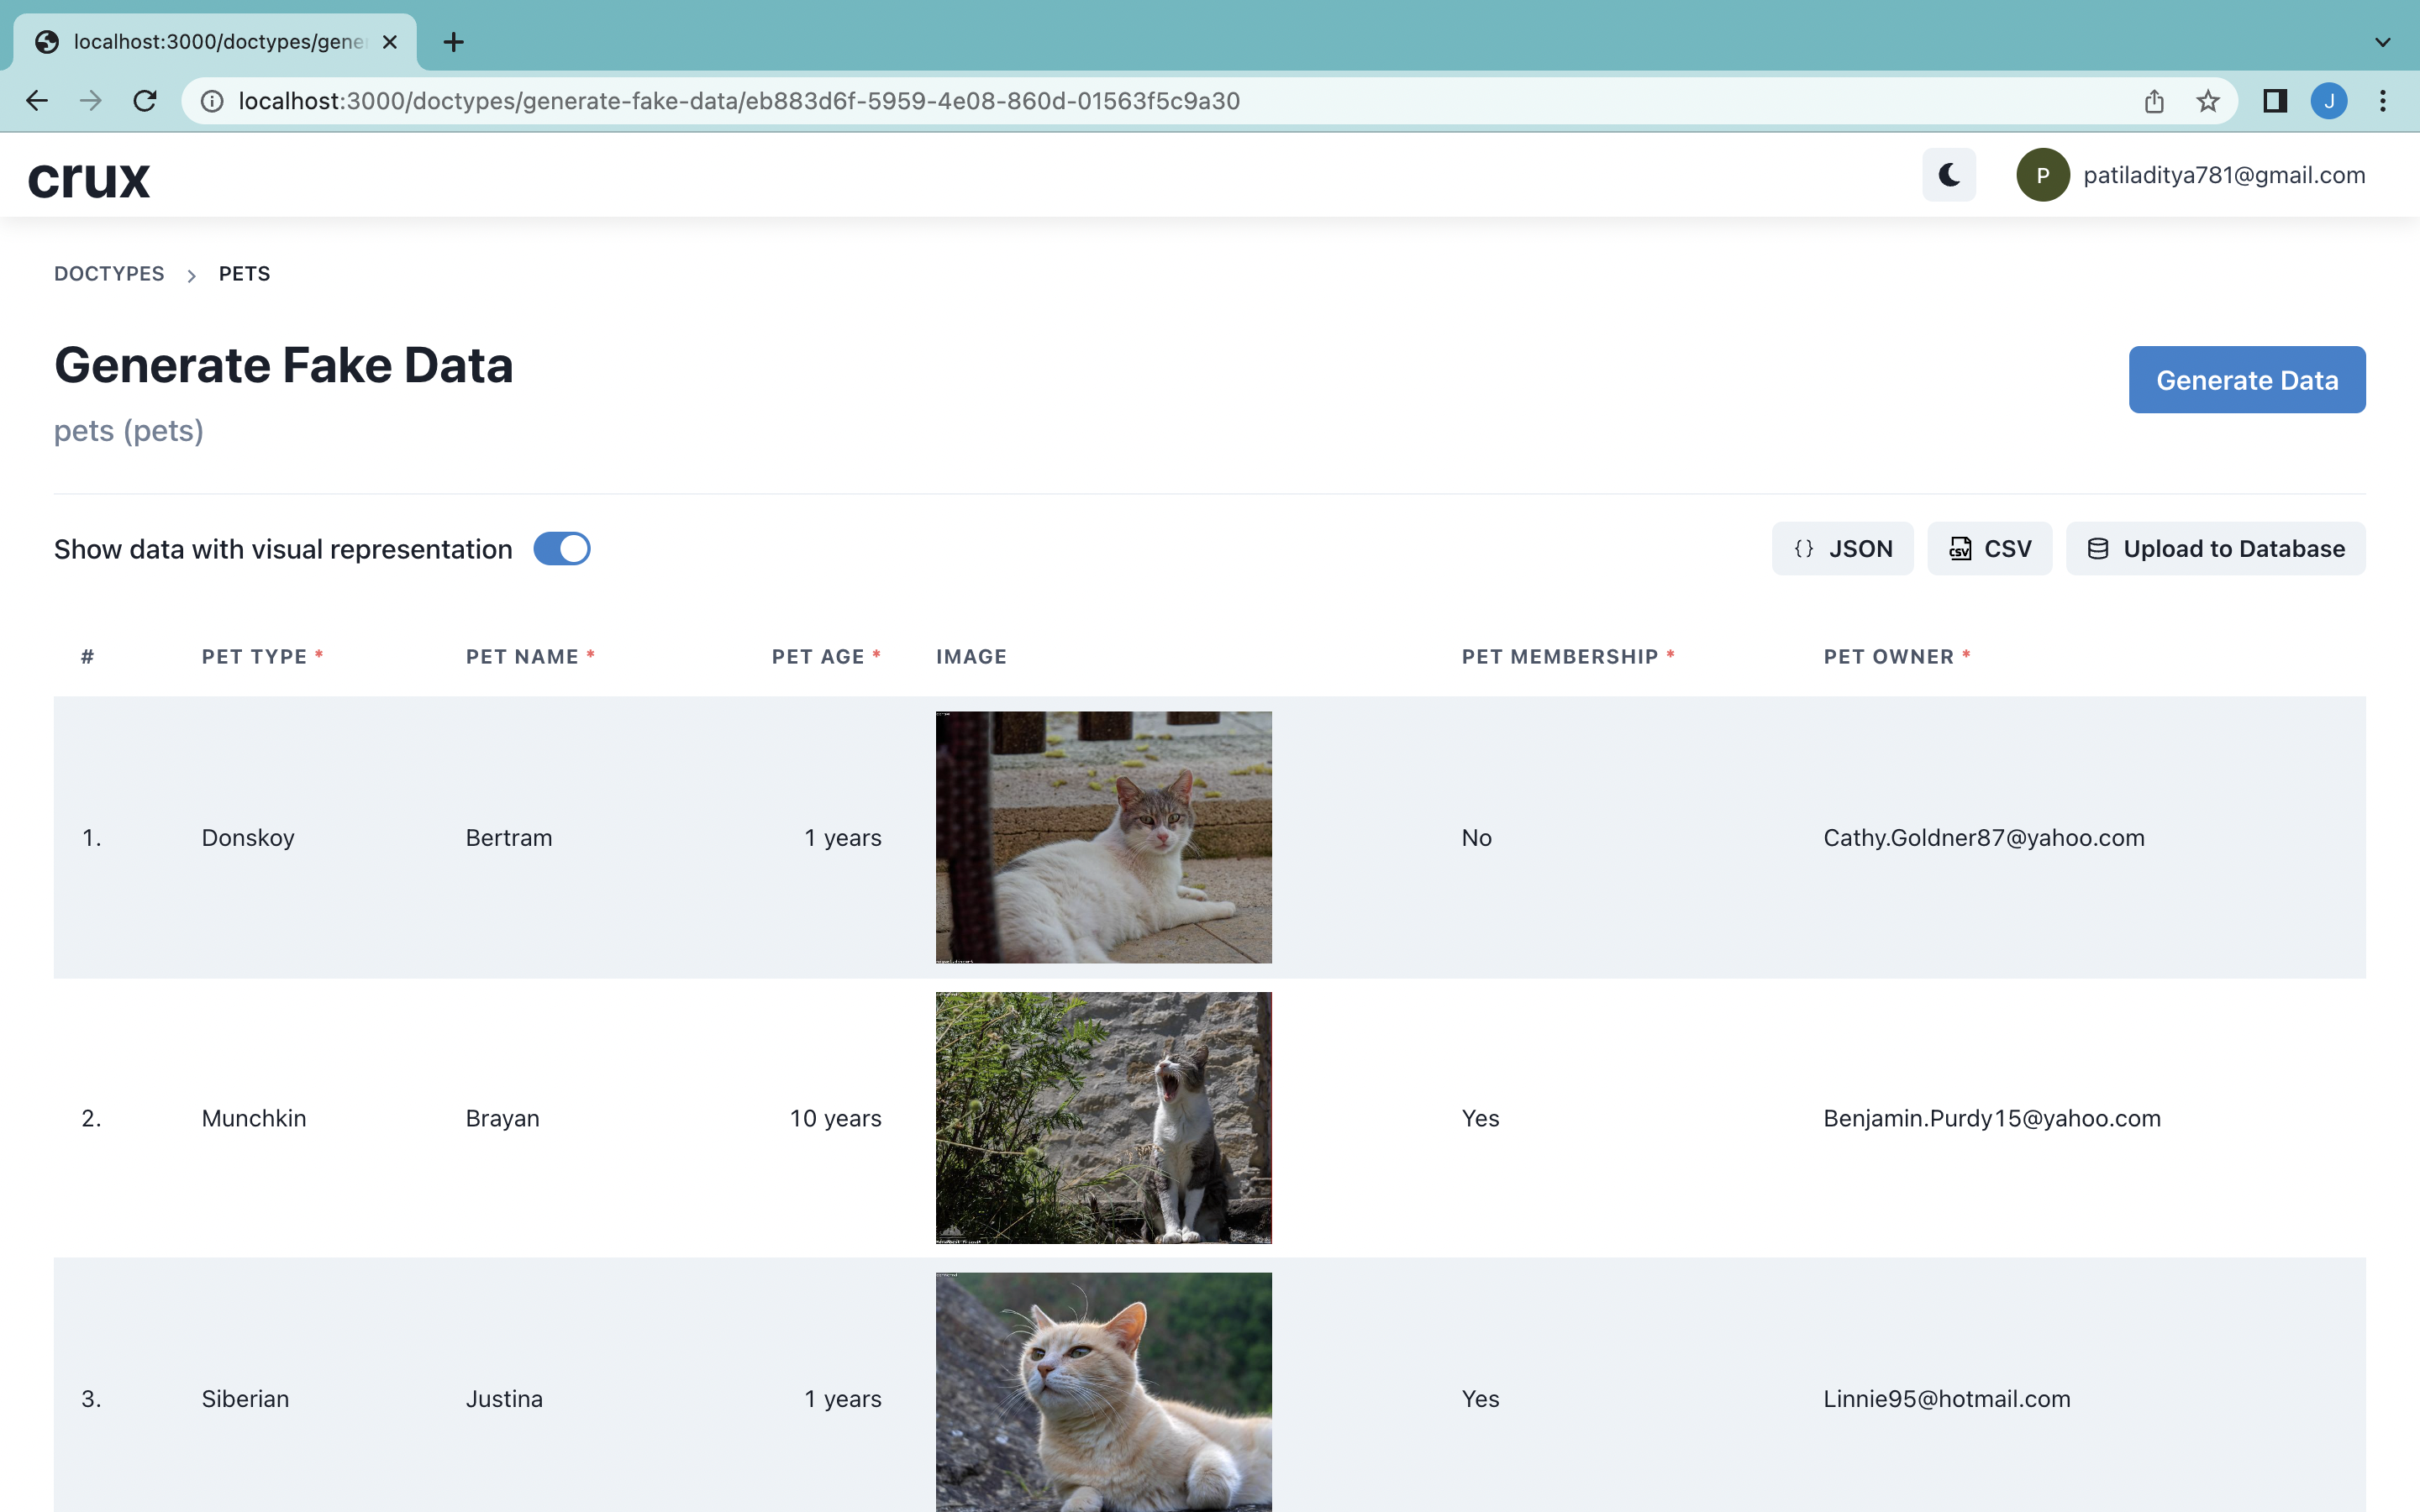 localhost:3000/doctypes/gene
localhost:3000/doctypes/generate-fake-data/eb883d6f-5959-4e08-860d-01563f5c9a30
J
crux
P patiladitya781@gmail.com
DOCTYPES > PETS
Generate Fake Data
Generate Data
pets (pets)
Show data with visual representation
{} JSON
CSV CSV
Upload to Database
# PET TYPE * PET NAME * PET AGE * IMAGE PET MEMBERSHIP * PET OWNER *
1. Donskoy Bertram 1 years No Cathy.Goldner87@yahoo.com
2. Munchkin Brayan 10 years Yes Benjamin.Purdy15@yahoo.com
3. Siberian Justina 1 years Yes Linnie95@hotmail.com